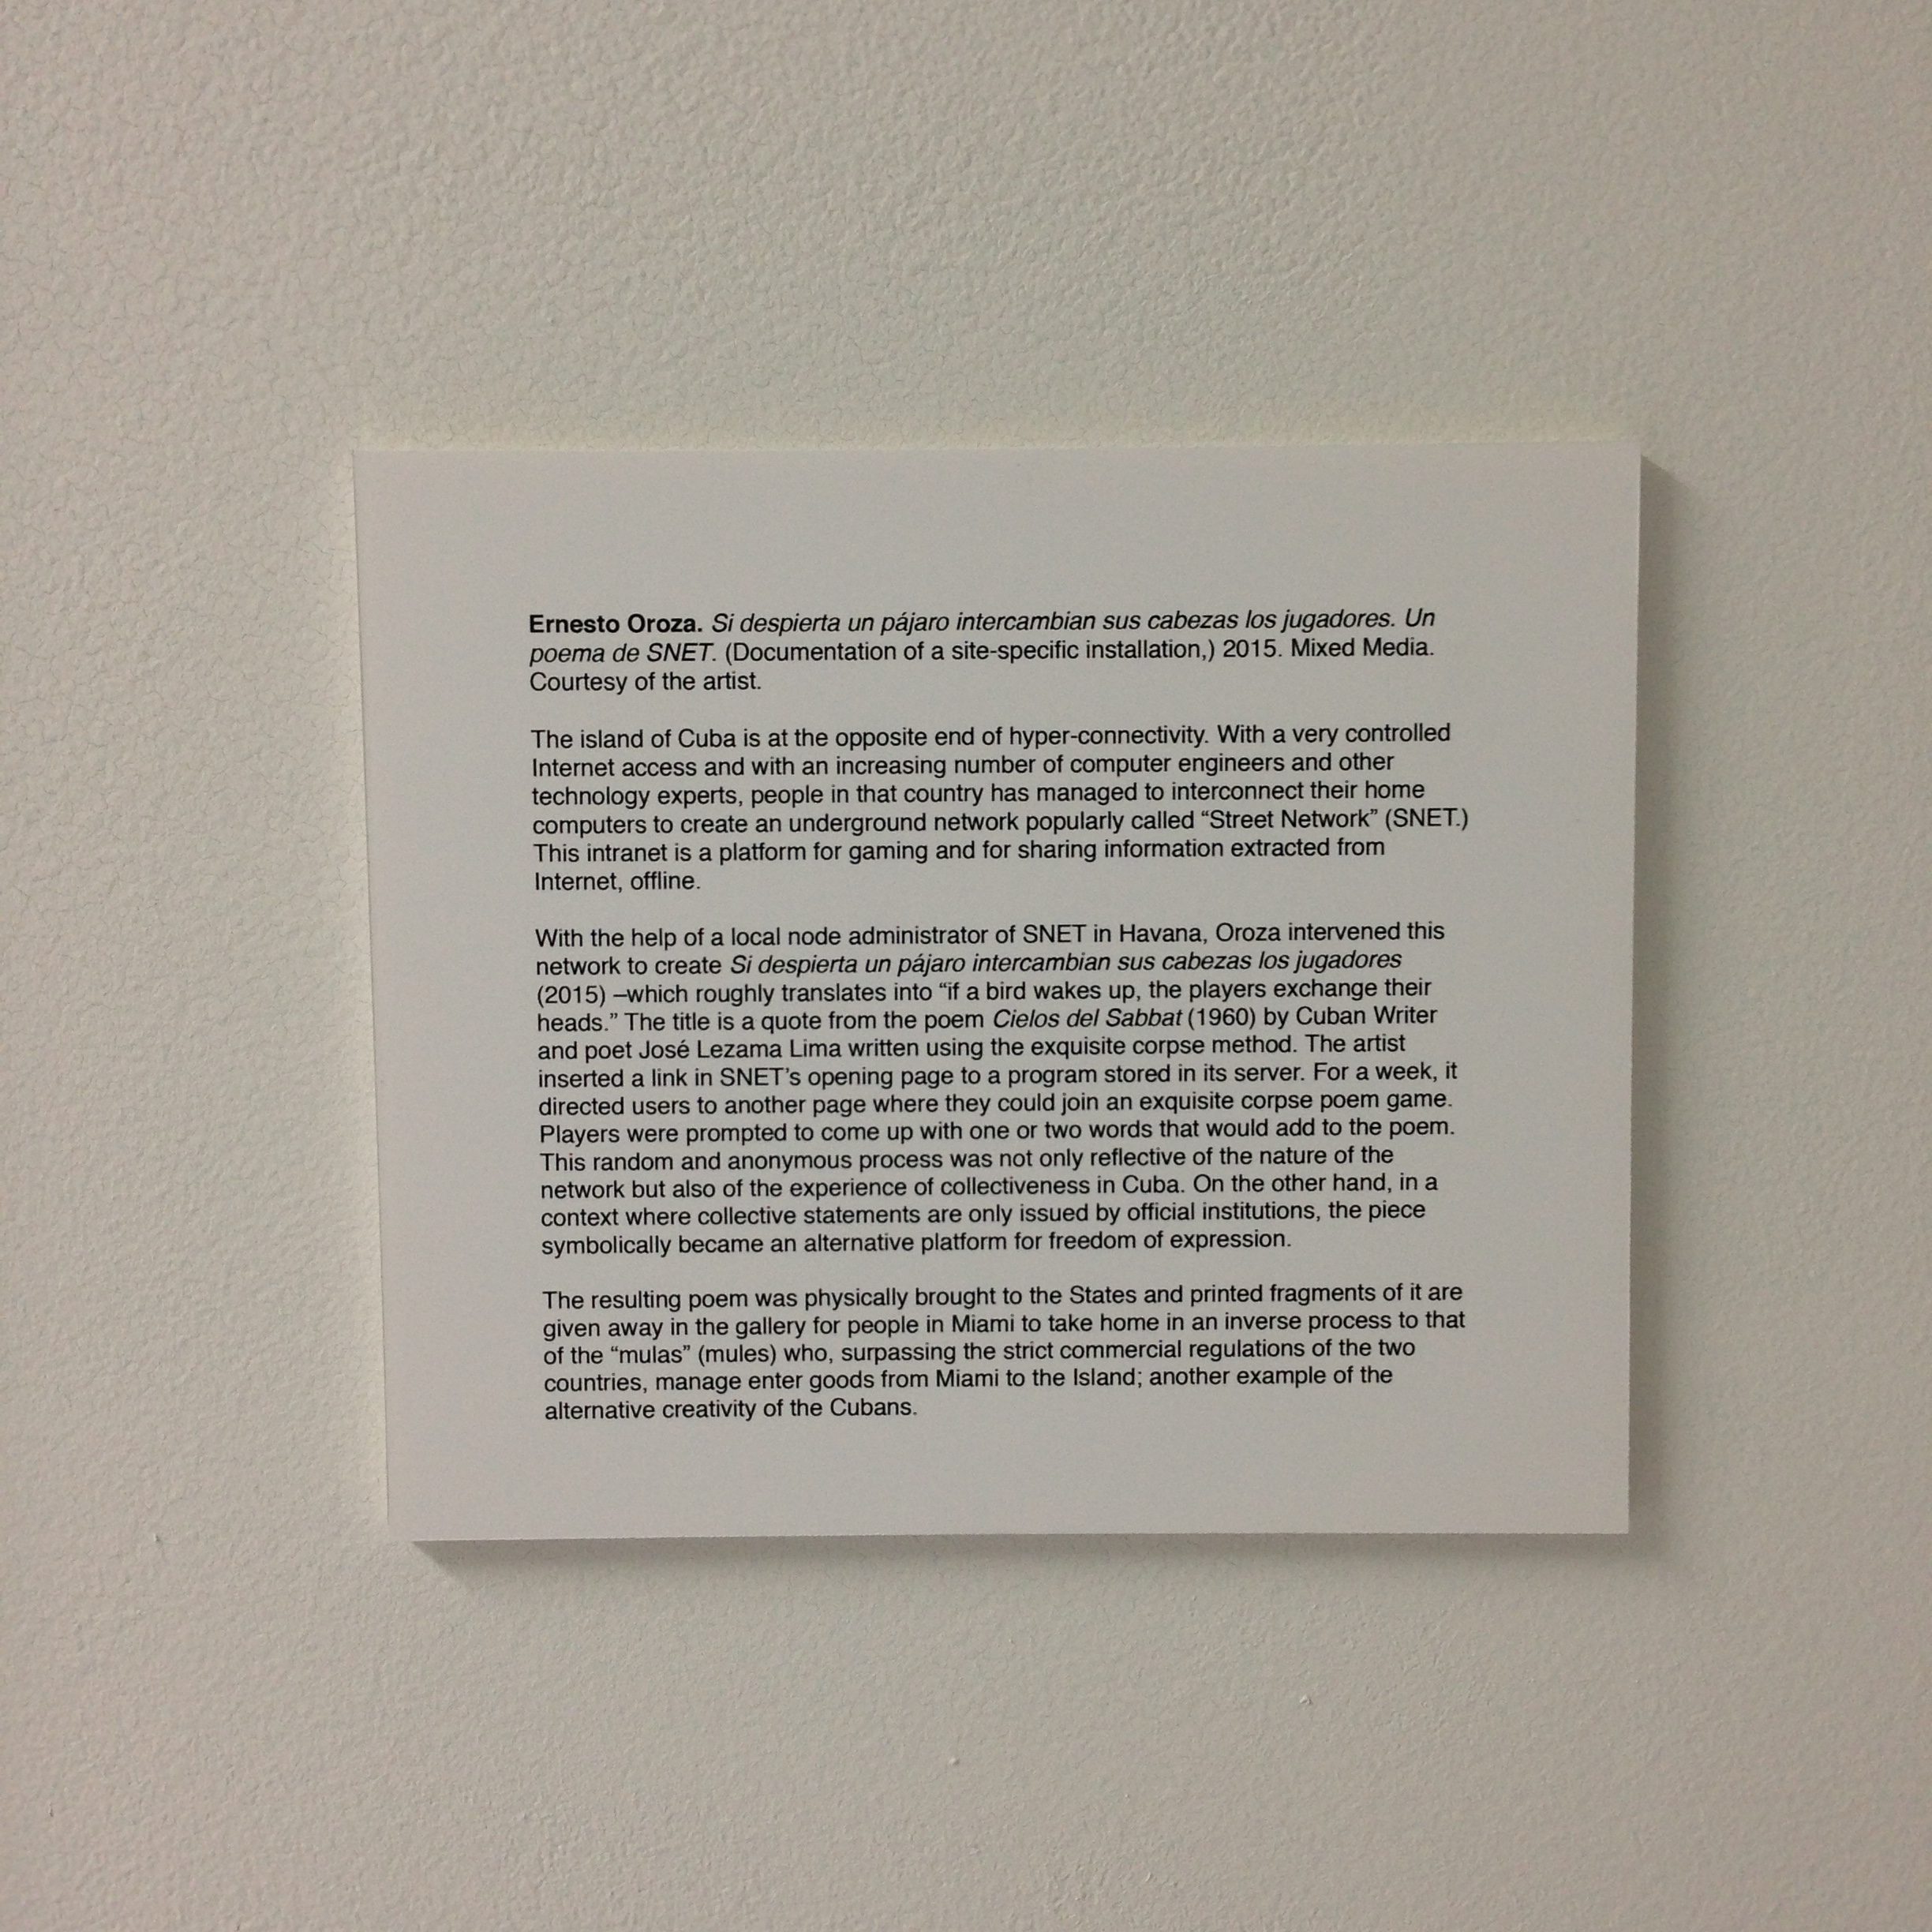 Ernesto Oroza. Si despierta un pájaro intercambian sus cabezas los jugadores. Un
poema de SNET. (Documentation of a site-specific installation,) 2015. Mixed Media.
Courtesy of the artist.
The island of Cuba is at the opposite end of hyper-connectivity. With a very controlled
Internet access and with an increasing number of computer engineers and other
technology experts, people in that country has managed to interconnect their home
computers to create an underground network popularly called “Street Network” (SNET.)
This intranet is a platform for gaming and for sharing information extracted from
Internet, offline.
With the help of a local node administrator of SNET in Havana, Oroza intervened this
network to create Si despierta un pájaro intercambian sus cabezas los jugadores
(2015) –which roughly translates into “if a bird wakes up, the players exchange their
heads.” The title is a quote from the poem Cielos del Sabbat (1960) by Cuban Writer
and poet José Lezama Lima written using the exquisite corpse method. The artist
inserted a link in SNET’s opening page to a program stored in its server. For a week, it
directed users to another page where they could join an exquisite corpse poem game.
Players were prompted to come up with one or two words that would add to the poem.
This random and anonymous process was not only reflective of the nature of the
network but also of the experience of collectiveness in Cuba. On the other hand, in a
context where collective statements are only issued by official institutions, the piece
symbolically became an alternative platform for freedom of expression.
The resulting poem was physically brought to the States and printed fragments of it are
given away in the gallery for people in Miami to take home in an inverse process to that
of the “mulas” (mules) who, surpassing the strict commercial regulations of the two
countries, manage enter goods from Miami to the Island; another example of the
alternative creativity of the Cubans.